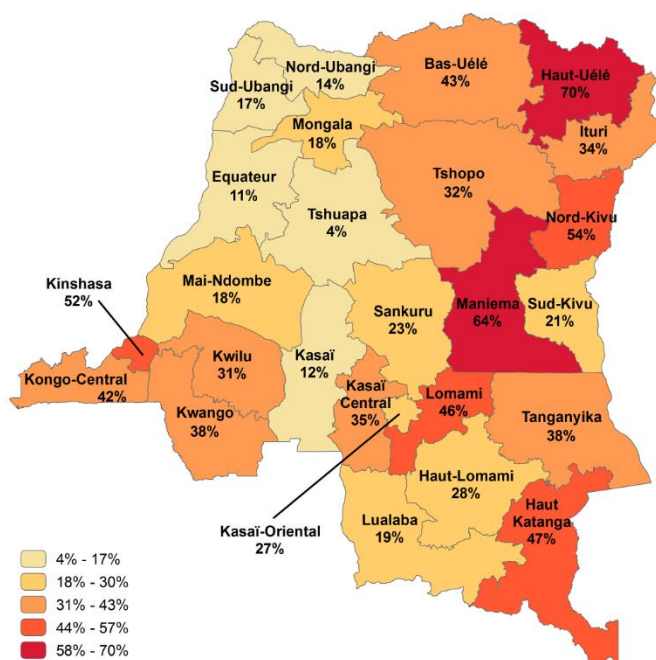 Nord-Ubangi
14%
Bas-Uélé
43%
Haut-Uélé
70%
Sud-Ubangi
17%
Mongala
18%
Ituri
34%
Equateur
11%
Tshopo
32%
Tshuapa
4%
Nord-Kivu
54%
Kinshasa
52%
Mai-Ndombe
18%
Sankuru
23%
Maniema
64%
Sud-Kivu
21%
Kongo-Central
42%
Kwilu
31%
Kasaï
12%
Kwango
38%
Kasaï
Central
35%
Lomami
46%
Tanganyika
38%
Kasaï-Oriental
27%
Haut-Lomami
28%
Lualaba
19%
Haut
Katanga
47%
4% - 17%
18% - 30%
31% - 43%
44% - 57%
58% - 70%